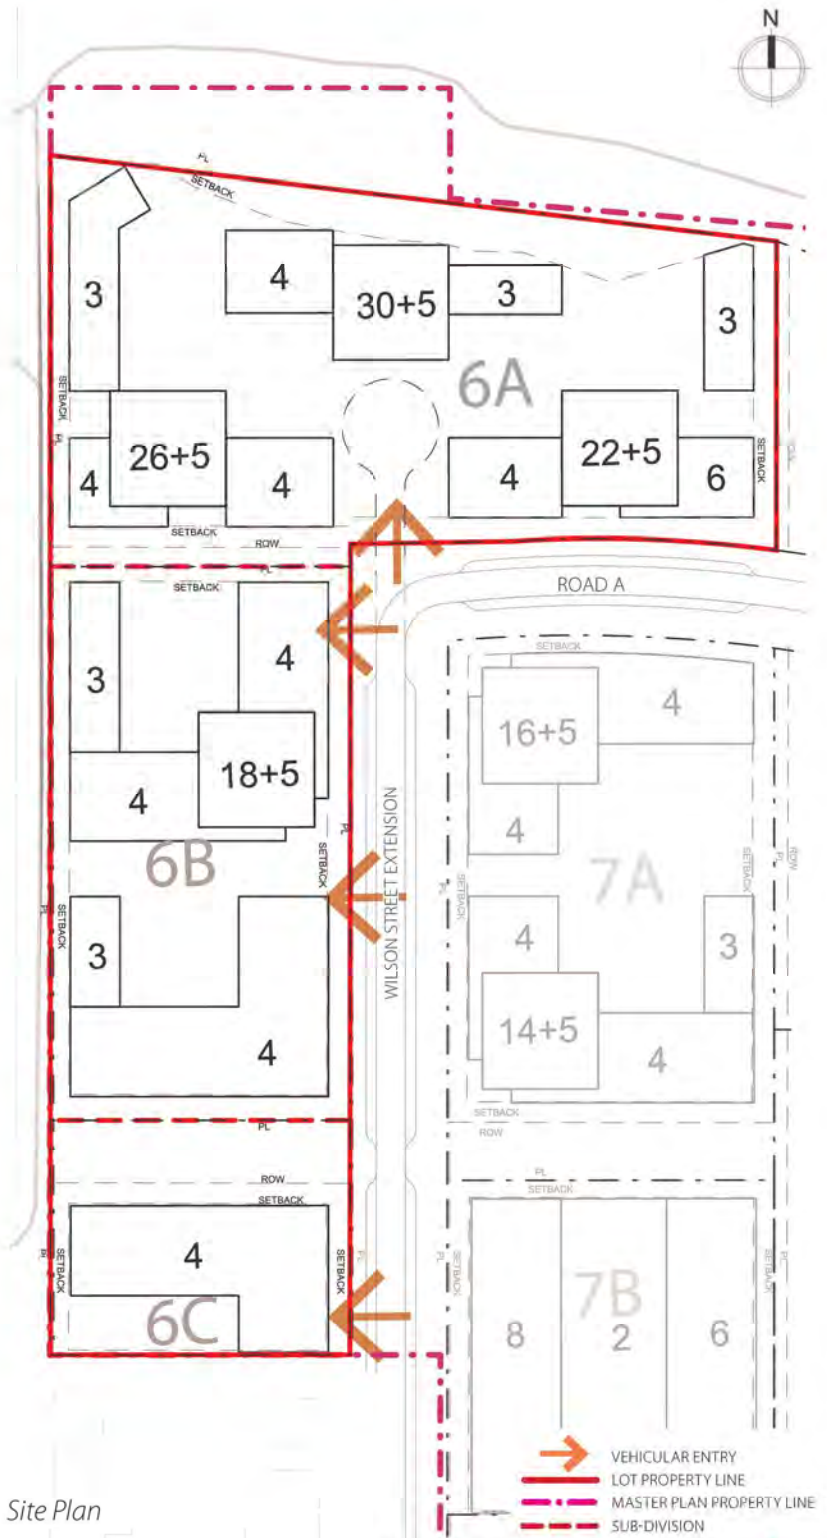 N
PL
SETBACK
3
4
30+5
3
3
6A
SETBACK
PL
26+5
4
4
4
22+5
6
SETBACK
SETBACK
ROW
PL
SETBACK
ROAD A
SETBACK
3
4
16+5
4
18+5
4
4
6B
PL
SETBACK
WILSON STREET EXTENSION
7A
PL
SETBACK
SETBACK
PL
ROW
PL
SETBACK
3
4
3
4
14+5
4
SETBACK
ROW
PL
ROW
SETBACK
PL
SETBACK
4
6C
PL
SETBACK
SETBACK
PL
PL
SETBACK
7B
8
2
6
SETBACK
PL
VEHICULAR ENTRY
LOT PROPERTY LINE
MASTER PLAN PROPERTY LINE
SUB-DIVISION
Site Plan